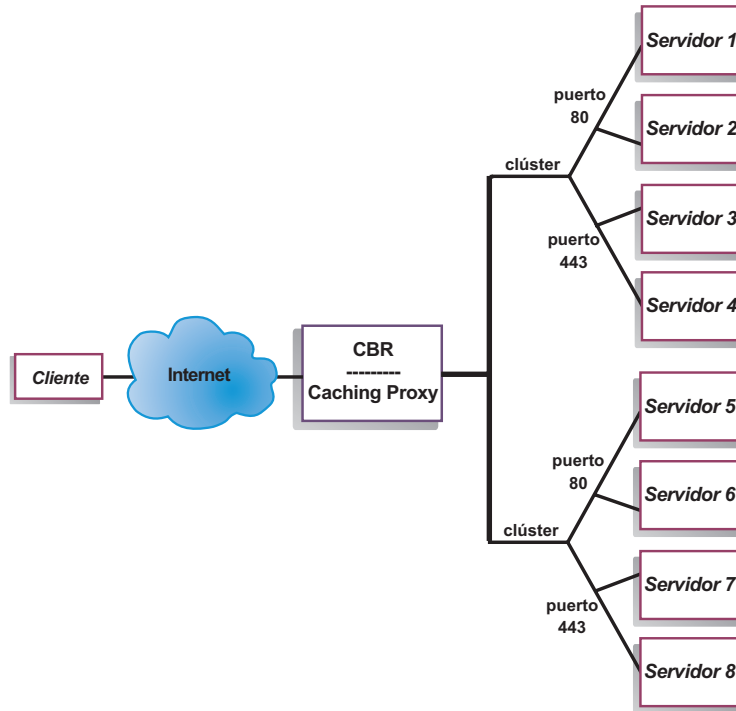 Cliente
Internet
CBR
---------
Caching Proxy
clúster
puerto
80
puerto
443
Servidor 1
Servidor 2
Servidor 3
Servidor 4
clúster
puerto
80
puerto
443
Servidor 5
Servidor 6
Servidor 7
Servidor 8